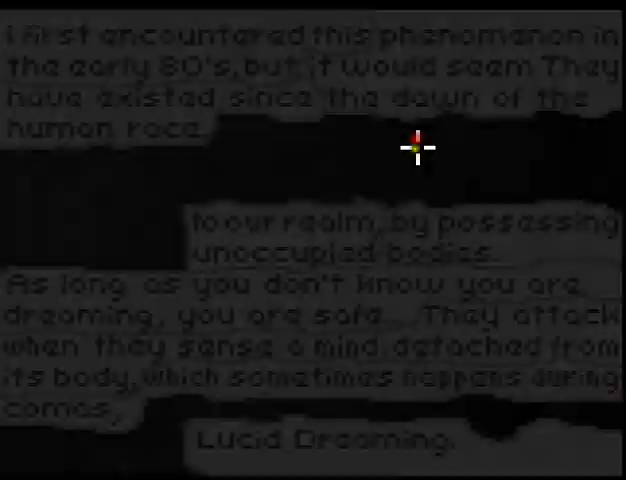 I first encountered this phenomenon in
the early 80's, but it would seem They
have existed since the dawn of the
human race.
to our realm, by possessing
unoccupied bodies.
As long as you don't know you are
dreaming, you are safe... They attack
when they sense a mind detached from
its body, which sometimes happens during
comas,
Lucid Dreaming.